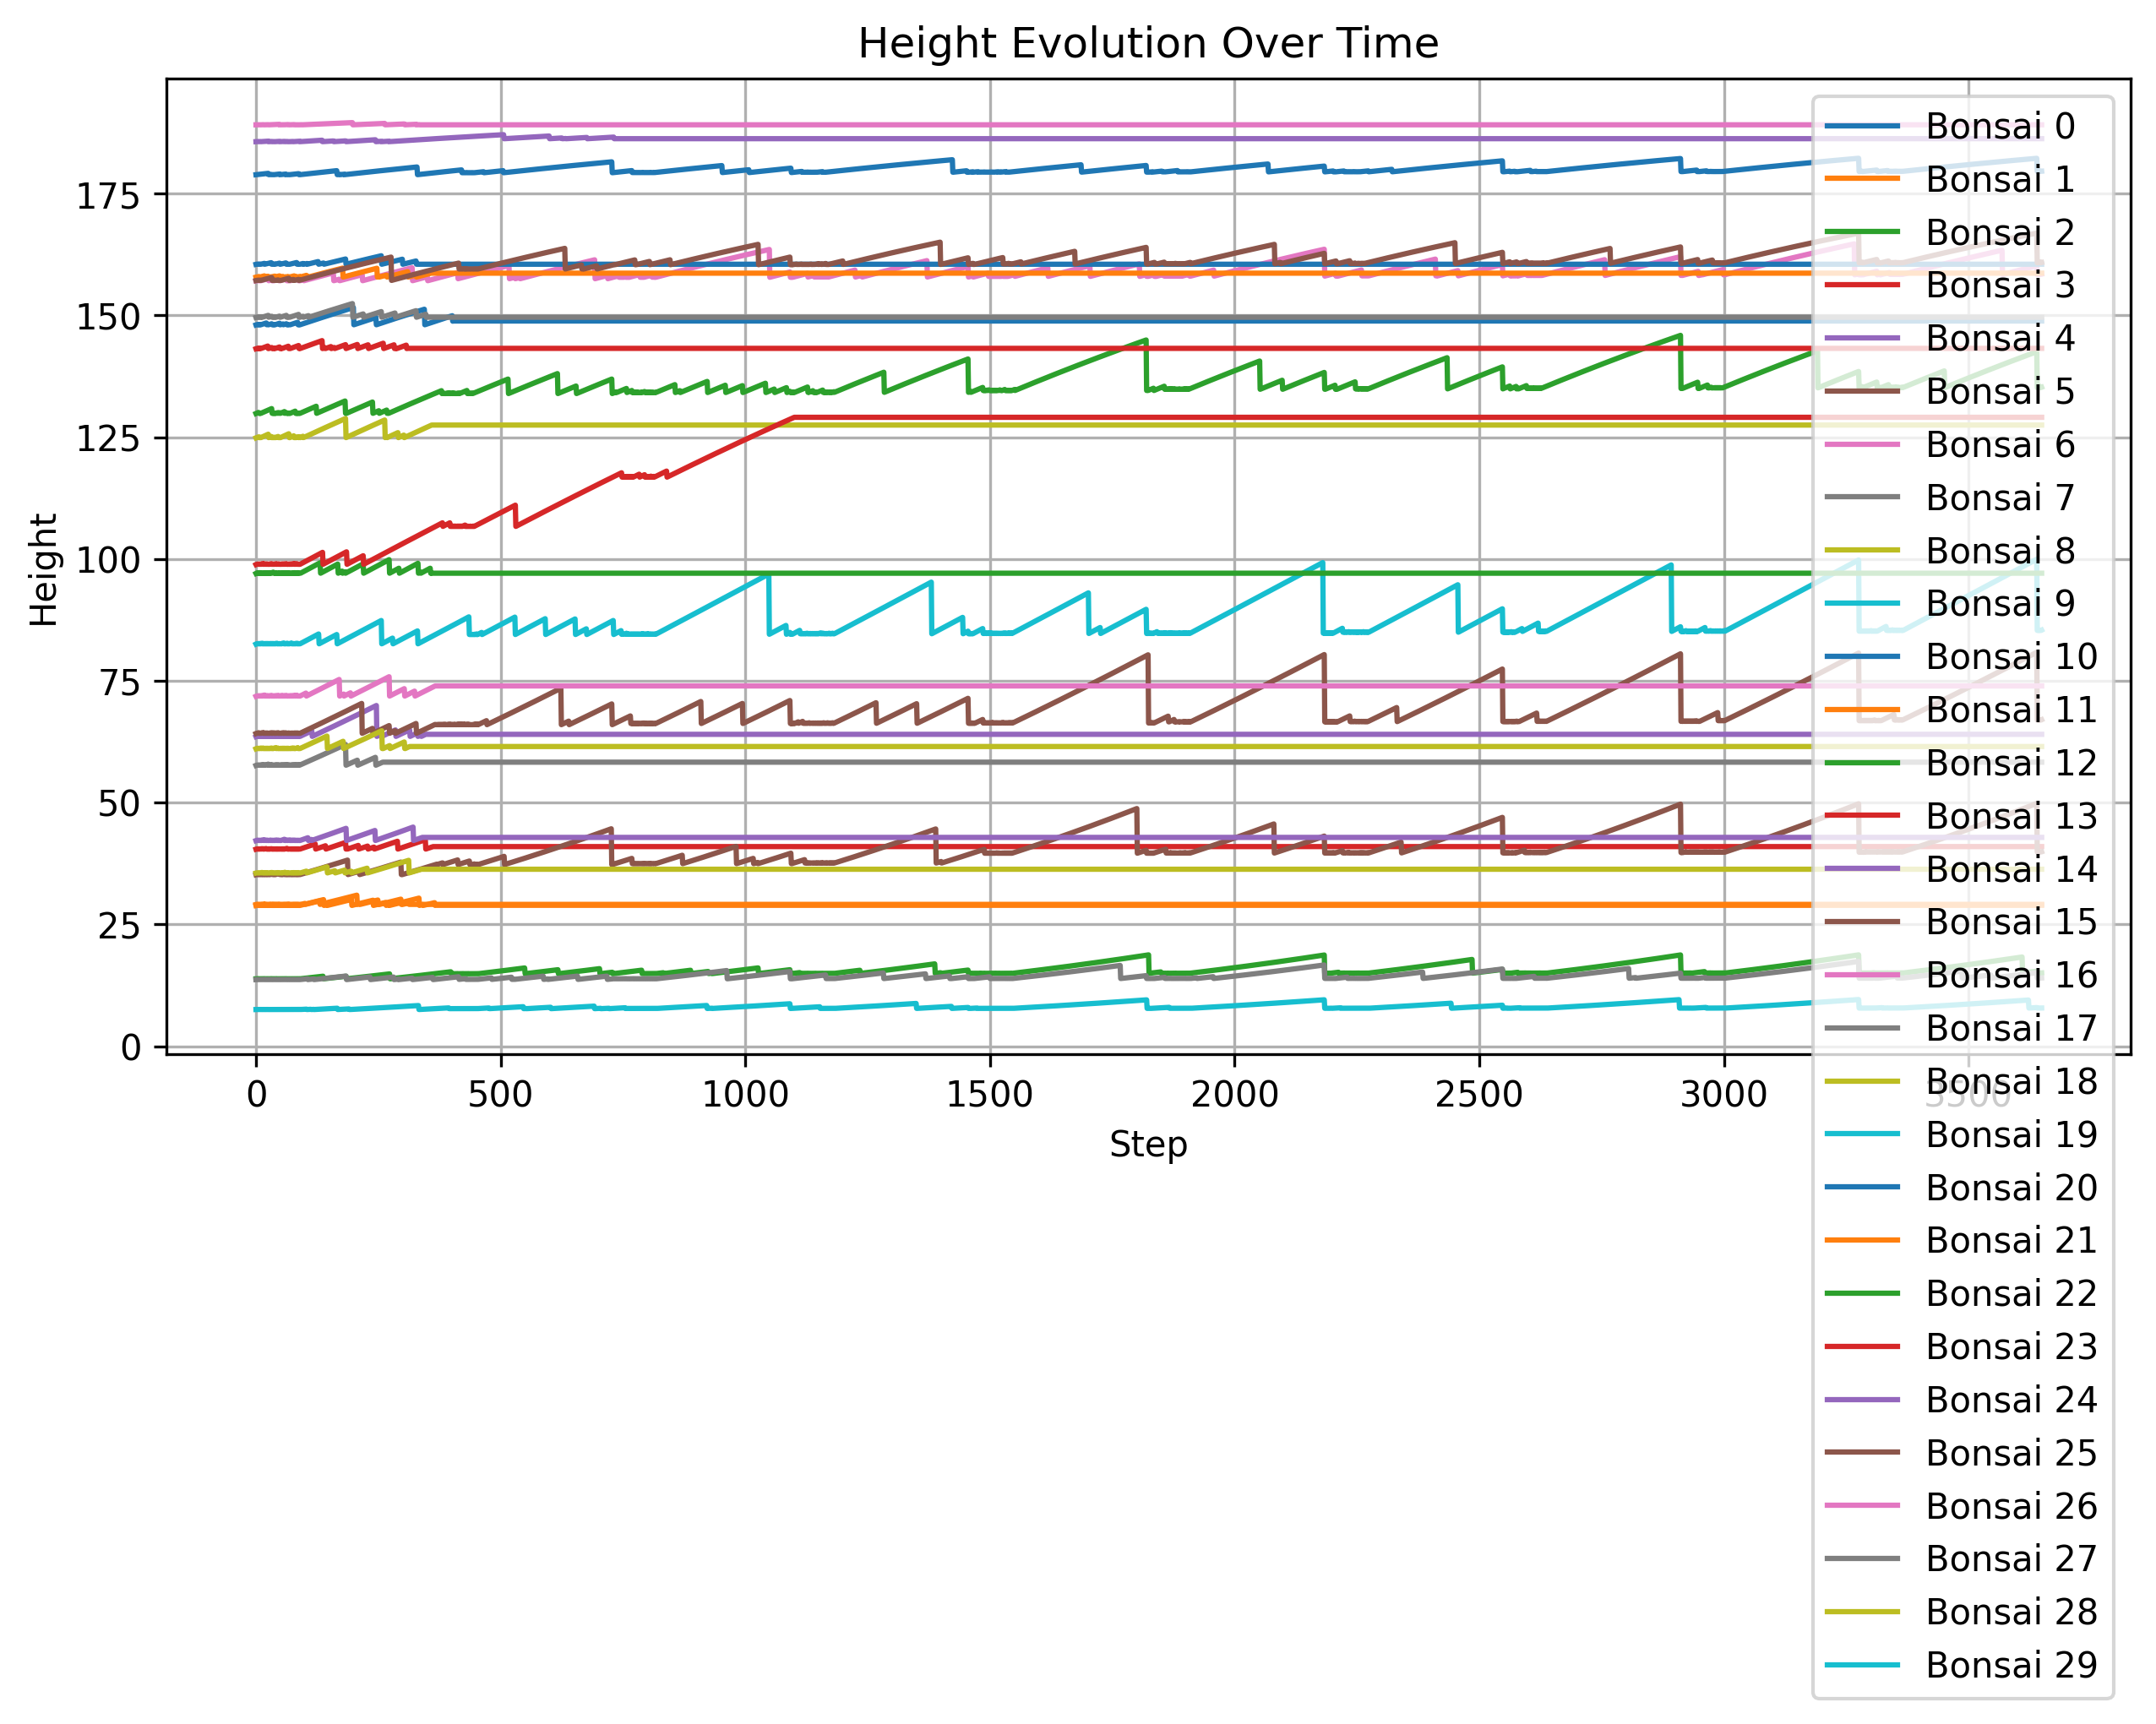 Height Evolution Over Time
Height
175
150
125
100
75
50
25
0
0 500 1000 1500 2000 2500 3000 3500
Step
Bonsai 0
Bonsai 1
Bonsai 2
Bonsai 3
Bonsai 4
Bonsai 5
Bonsai 6
Bonsai 7
Bonsai 8
Bonsai 9
Bonsai 10
Bonsai 11
Bonsai 12
Bonsai 13
Bonsai 14
Bonsai 15
Bonsai 16
Bonsai 17
Bonsai 18
Bonsai 19
Bonsai 20
Bonsai 21
Bonsai 22
Bonsai 23
Bonsai 24
Bonsai 25
Bonsai 26
Bonsai 27
Bonsai 28
Bonsai 29